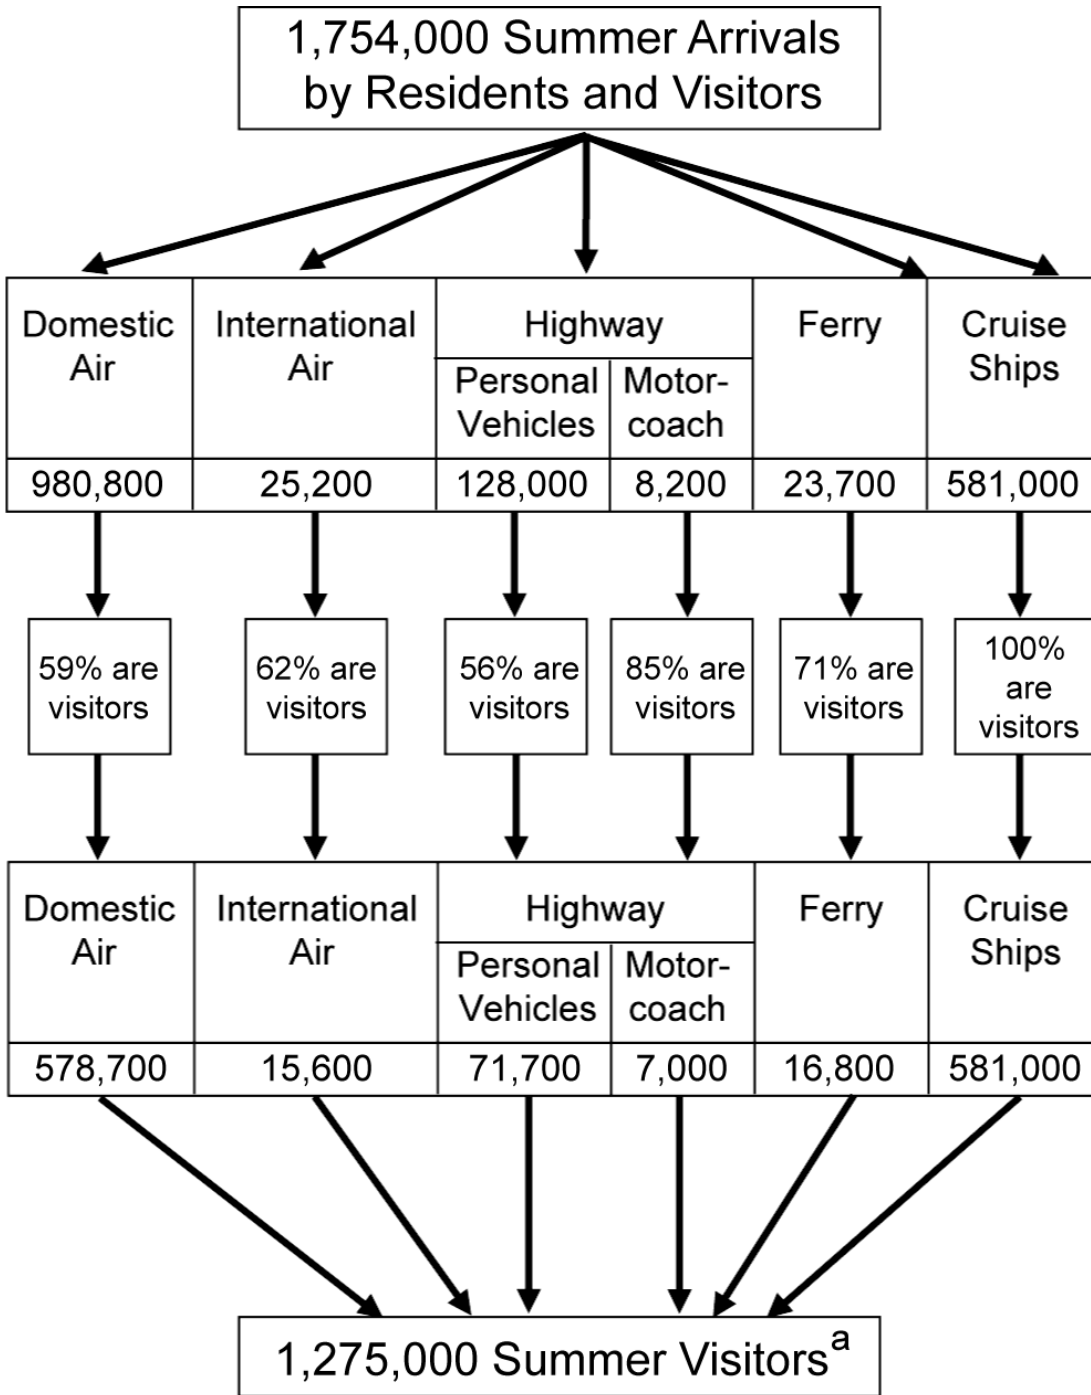 1,754,000 Summer Arrivals
by Residents and Visitors
Domestic
Air
International
Air
Highway
Personal
Vehicles
Motor-
coach
Ferry
Cruise
Ships
980,800
25,200
128,000
8,200
23,700
581,000
59% are
visitors
62% are
visitors
56% are
visitors
85% are
visitors
71% are
visitors
100%
are
visitors
Domestic
Air
International
Air
Highway
Personal
Vehicles
Motor-
coach
Ferry
Cruise
Ships
578,700
15,600
71,700
7,000
16,800
581,000
1,275,000 Summer Visitorsᵃ